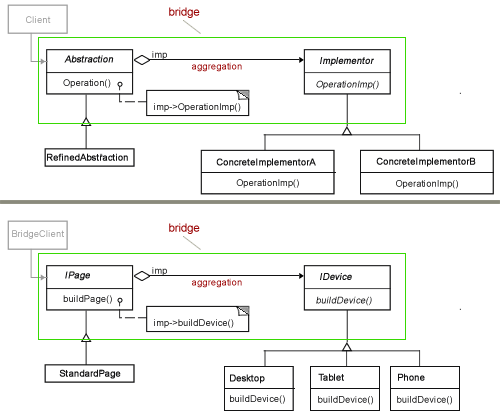 Client
bridge
Abstraction
imp
Implementor
aggregation
Operation()
OperationImp()
imp->OperationImp()
RefinedAbstraction
ConcreteImplementorA
ConcreteImplementorB
OperationImp()
OperationImp()
BridgeClient
bridge
IPage
imp
IDevice
aggregation
buildPage()
buildDevice()
imp->buildDevice()
StandardPage
Desktop
Tablet
Phone
buildDevice()
buildDevice()
buildDevice()